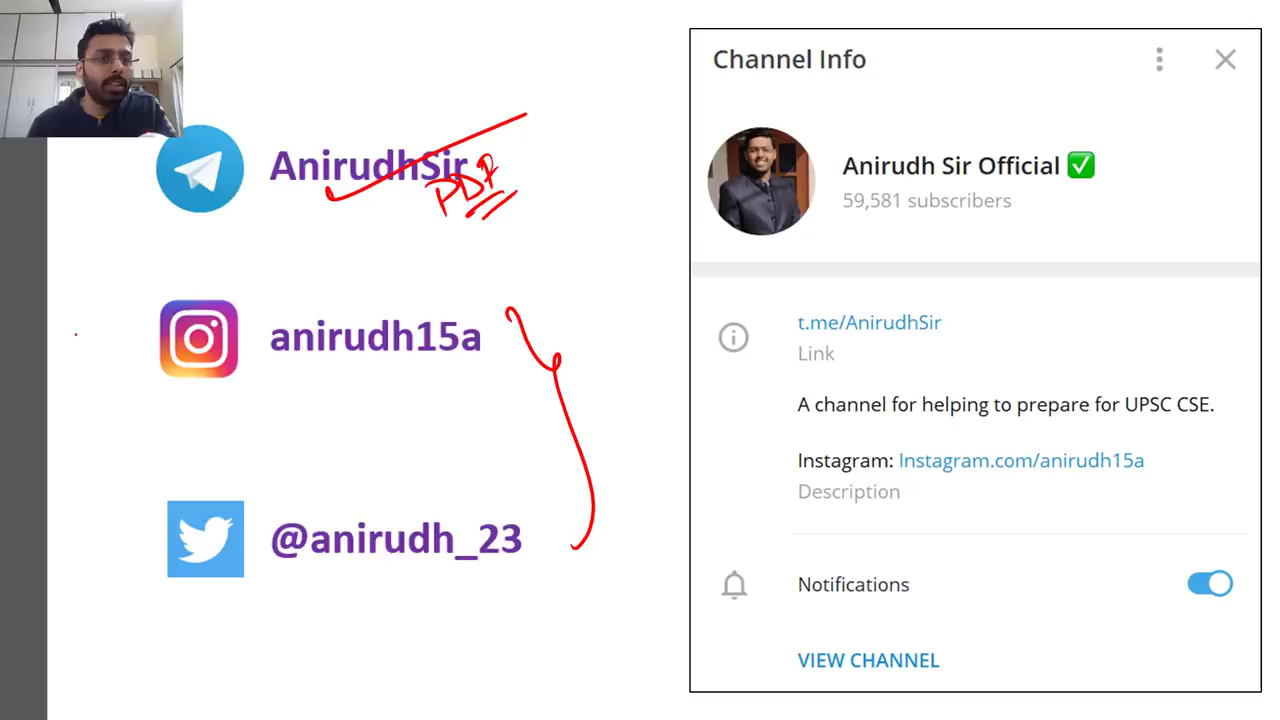 AnirudhSir
PDF
anirudh15a
@anirudh_23
Channel Info
Anirudh Sir Official
59,581 subscribers
t.me/AnirudhSir
Link
A channel for helping to prepare for UPSC CSE.
Instagram: Instagram.com/anirudh15a
Description
Notifications
VIEW CHANNEL